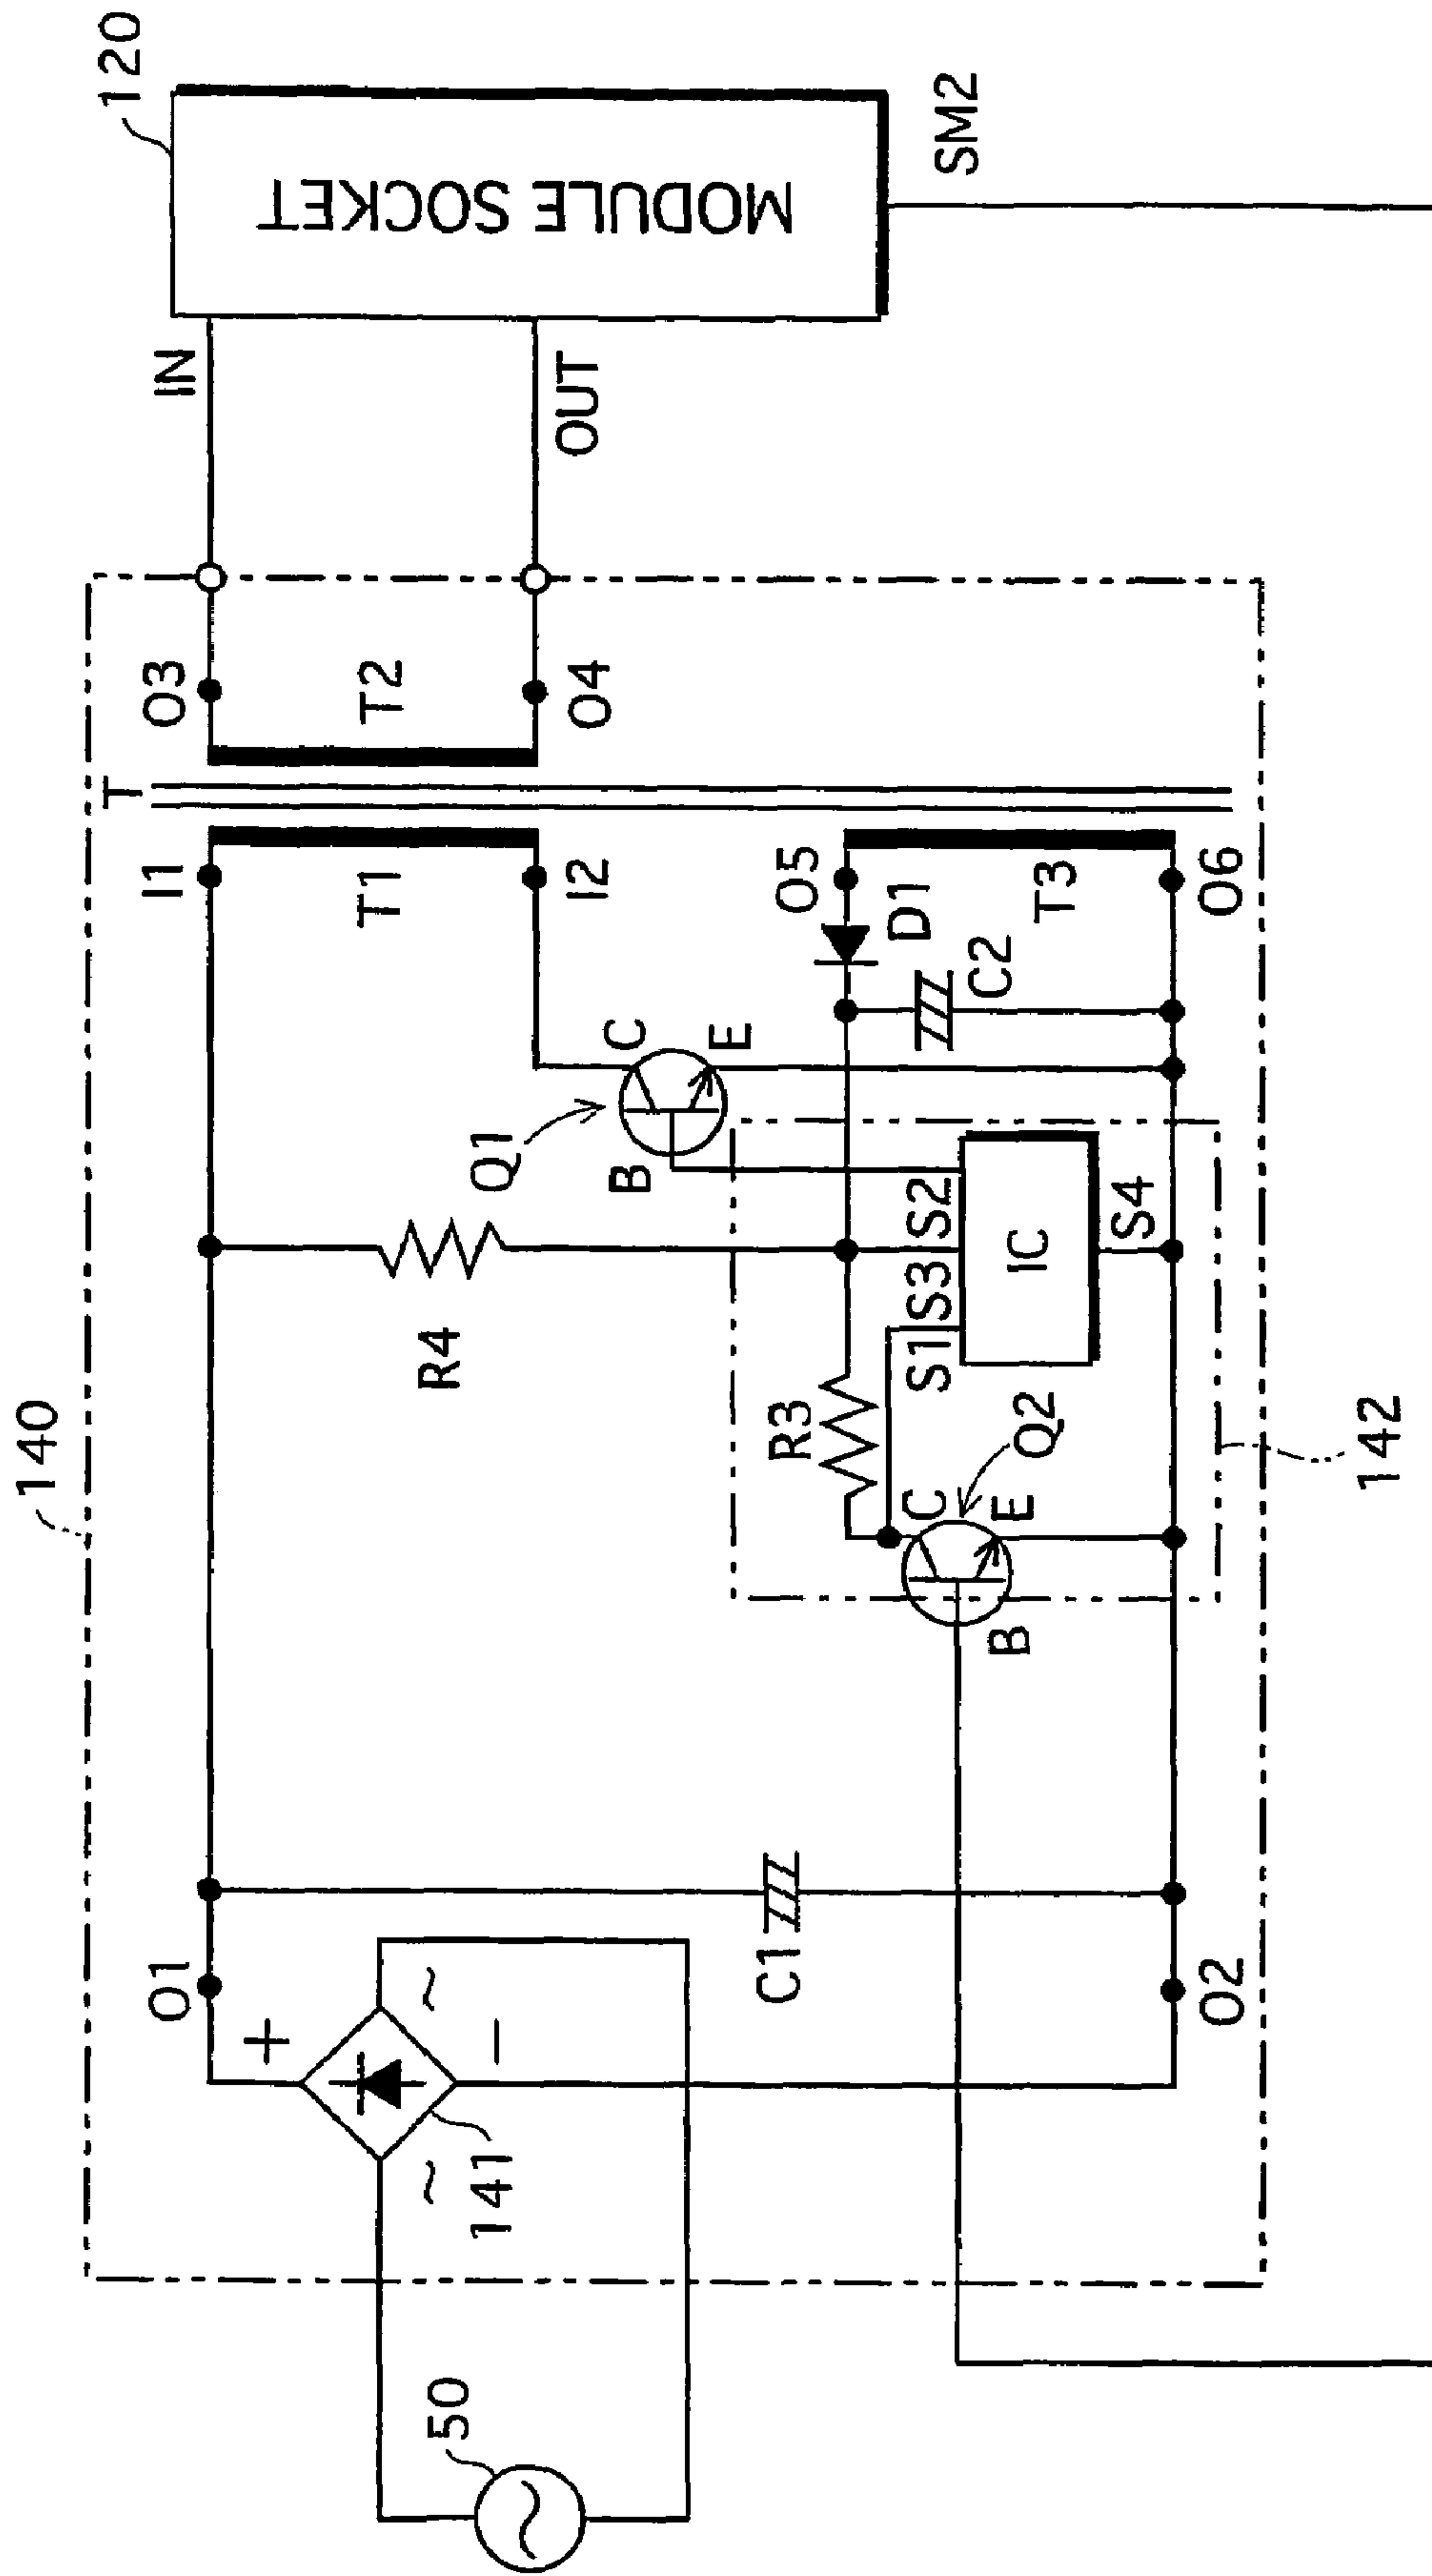 140
T
I1
T1
I2
O3
T2
O4
IN
OUT
120
MODULE SOCKET
SM2
O1
+
~
~
−
141
50
C1
O2
R4
Q1
B
C
E
O5
D1
C2
T3
O6
R3
S1
S3
S2
IC
S4
Q2
C
E
B
142